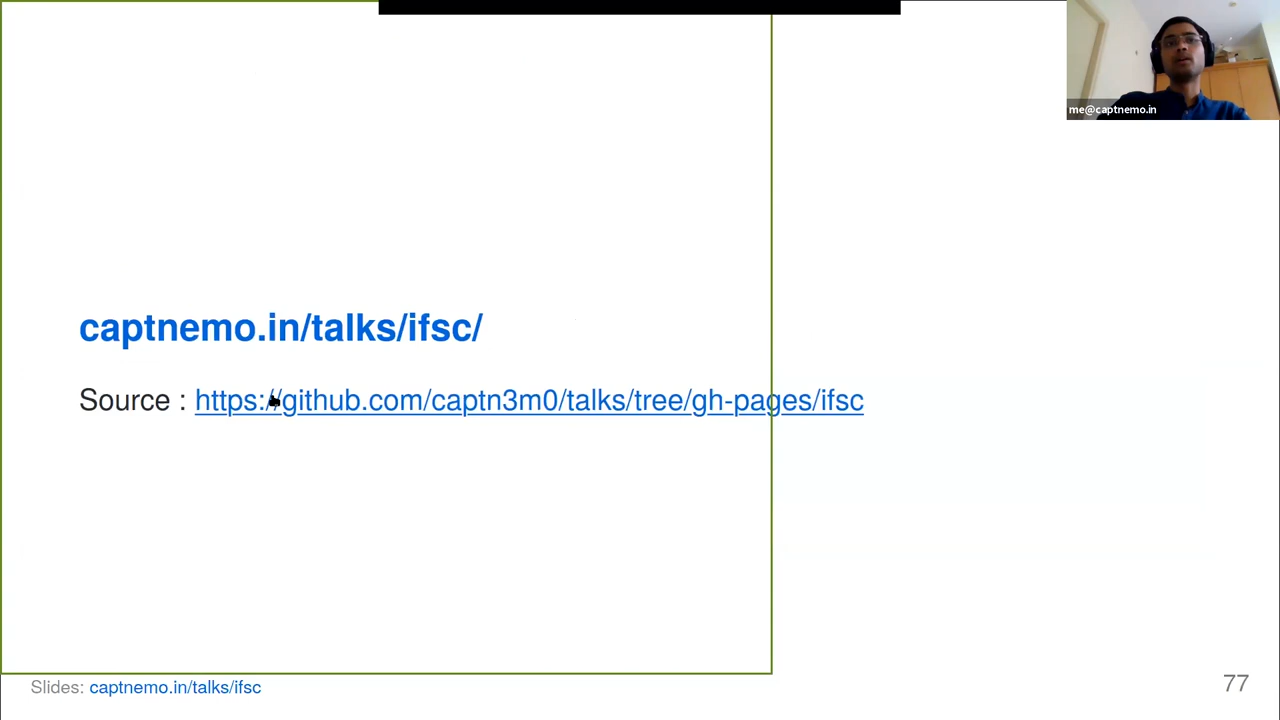 me@captnemo.in
captnemo.in/talks/ifsc/
Source : https://github.com/captn3m0/talks/tree/gh-pages/ifsc
Slides: captnemo.in/talks/ifsc
77